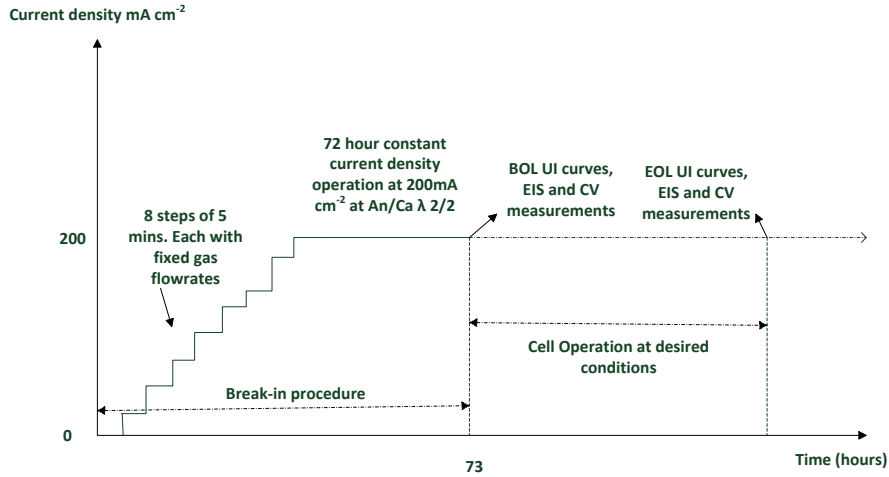 Current density mA cm-2
72 hour constant
current density
operation at 200mA
cm-2 at An/Ca λ 2/2
BOL UI curves,
EIS and CV
measurements
EOL UI curves,
EIS and CV
measurements
8 steps of 5
mins. Each with
fixed gas
flowrates
200
Cell Operation at desired
conditions
Break-in procedure
0
73
Time (hours)